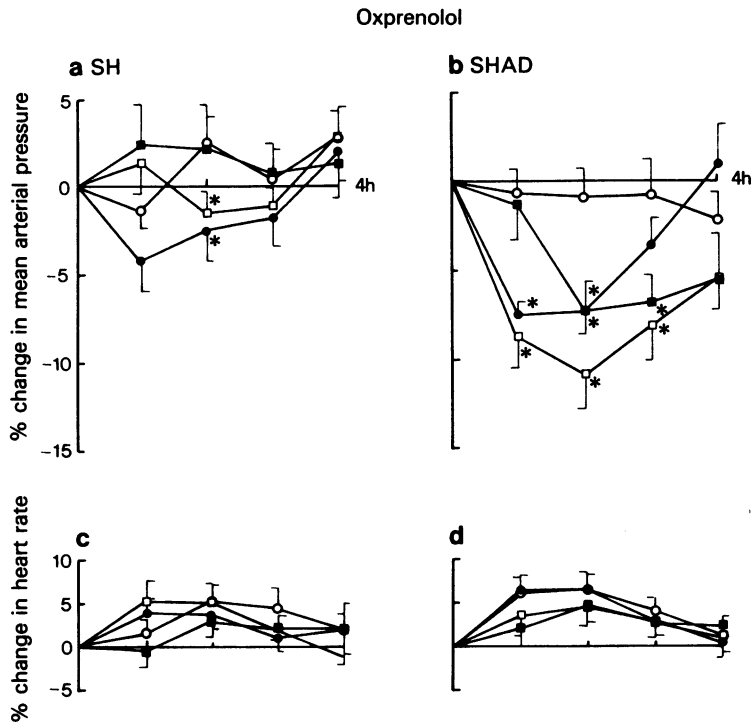 Oxprenolol
a SH
b SHAD
% change in mean arterial pressure
5
0
−5
−10
−15
*
*
4h
*
*
*
*
*
*
*
4h
c
d
% change in heart rate
10
5
0
−5